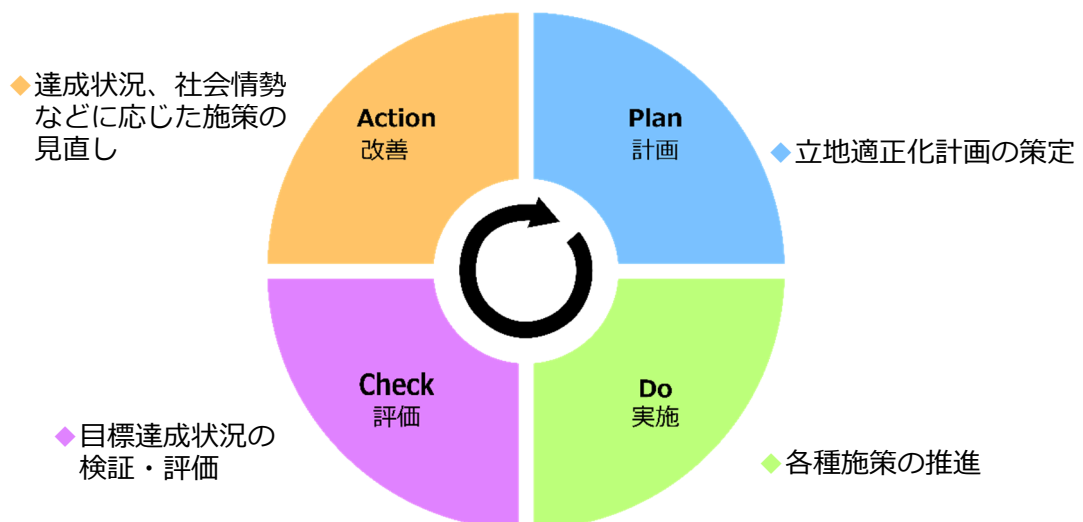 ◆達成状況、社会情勢
などに応じた施策の
見直し
Action
改善
Plan
計画
◆立地適正化計画の策定
Check
評価
Do
実施
◆目標達成状況の
検証・評価
◆各種施策の推進